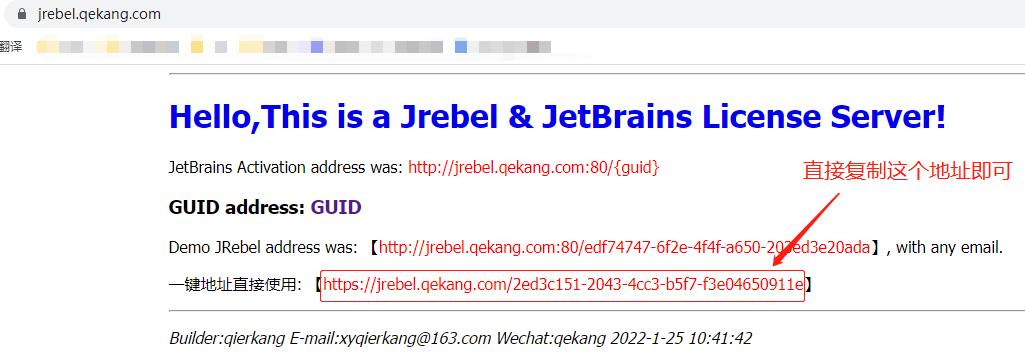 jrebel.qekang.com
翻译
Hello,This is a Jrebel & JetBrains License Server!
JetBrains Activation address was: http://jrebel.qekang.com:80/{guid}
直接复制这个地址即可
GUID address: GUID
Demo JRebel address was: 【http://jrebel.qekang.com:80/edf74747-6f2e-4f4f-a650-203ed3e20ada】, with any email.
一键地址直接使用: 【https://jrebel.qekang.com/2ed3c151-2043-4cc3-b5f7-f3e04650911e】
Builder:qierkang E-mail:xyqierkang@163.com Wechat:qekang 2022-1-25 10:41:42